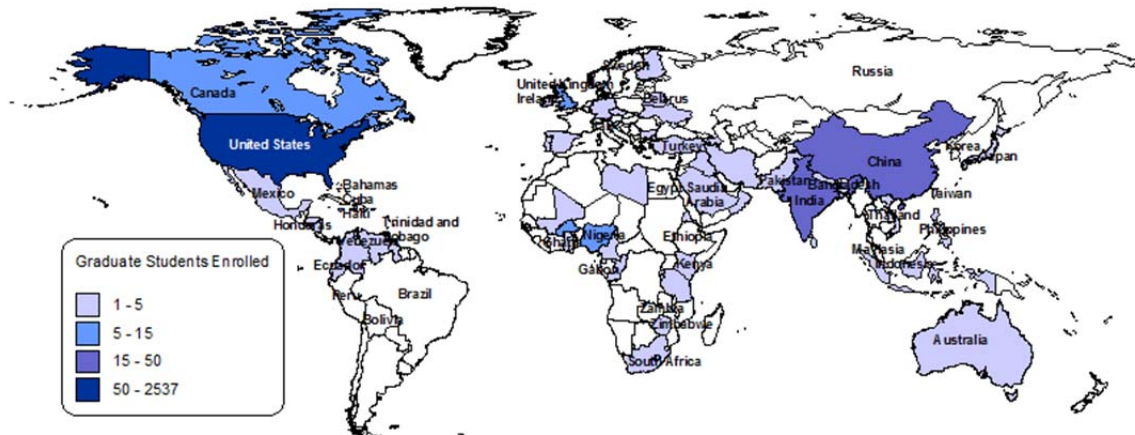 Sweden
United Kingdom
Ireland
Belarus
Russia
Canada
United States
Turkey
Korea
Japan
China
Mexico
Bahamas
Cuba
Haiti
Egypt
Saudi
Arabia
Pakistan
Bangladesh
India
Taiwan
Honduras
Trinidad and
Tobago
Venezuela
Nigeria
Ethiopia
Thailand
Philippines
Ecuador
Gabon
Kenya
Malaysia
Indonesia
Peru
Brazil
Bolivia
Zambia
Zimbabwe
South Africa
Australia
Graduate Students Enrolled
1 - 5
5 - 15
15 - 50
50 - 2537